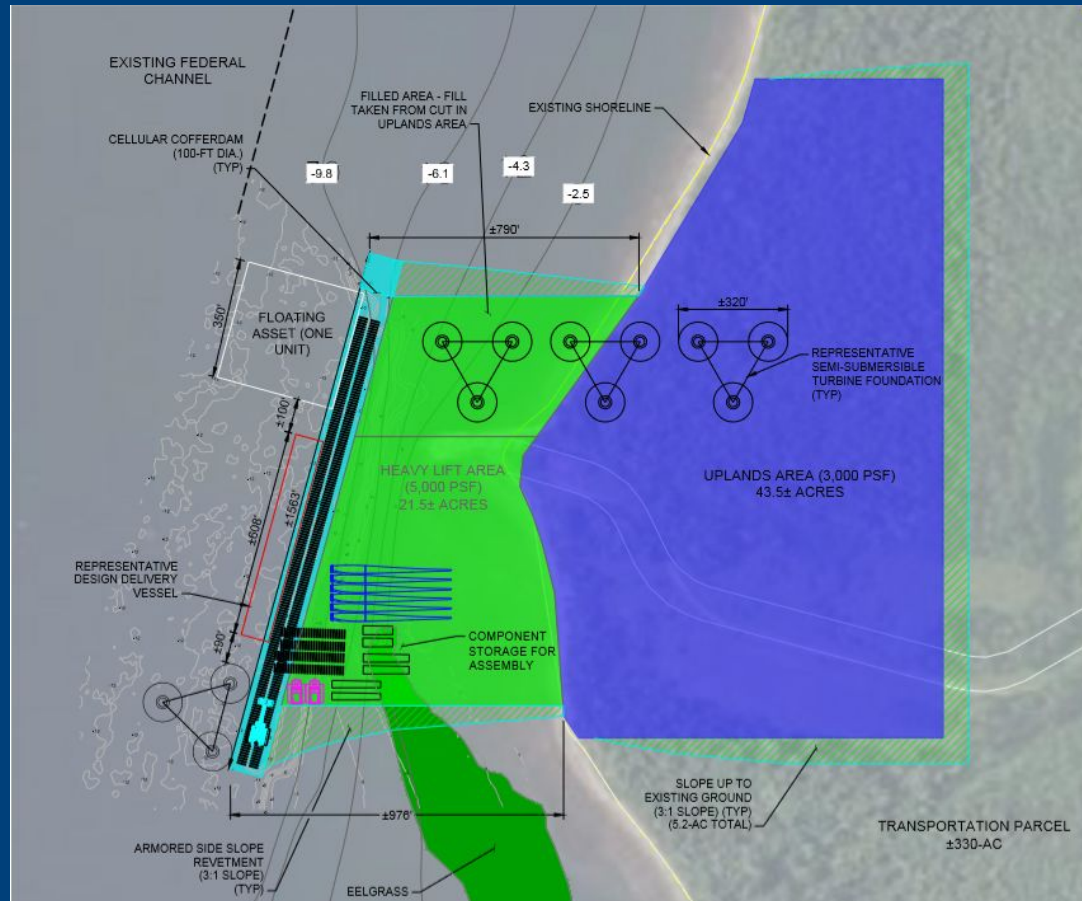 EXISTING FEDERAL
CHANNEL
CELLULAR COFFERDAM
(100-FT DIA.)
(TYP)
FILLED AREA - FILL
TAKEN FROM CUT IN
UPLANDS AREA
EXISTING SHORELINE
-9.8
-6.1
-4.3
-2.5
±790'
350'
FLOATING
ASSET (ONE
UNIT)
±320'
REPRESENTATIVE
SEMI-SUBMERSIBLE
TURBINE FOUNDATION
(TYP)
±100'
HEAVY LIFT AREA
(5,000 PSF)
21.5± ACRES
UPLANDS AREA (3,000 PSF)
43.5± ACRES
±1563'
±608'
REPRESENTATIVE
DESIGN DELIVERY
VESSEL
±90'
COMPONENT
STORAGE FOR
ASSEMBLY
±976'
SLOPE UP TO
EXISTING GROUND
(3:1 SLOPE) (TYP)
(5.2-AC TOTAL)
TRANSPORTATION PARCEL
±330-AC
ARMORED SIDE SLOPE
REVETMENT
(3:1 SLOPE)
(TYP)
EELGRASS